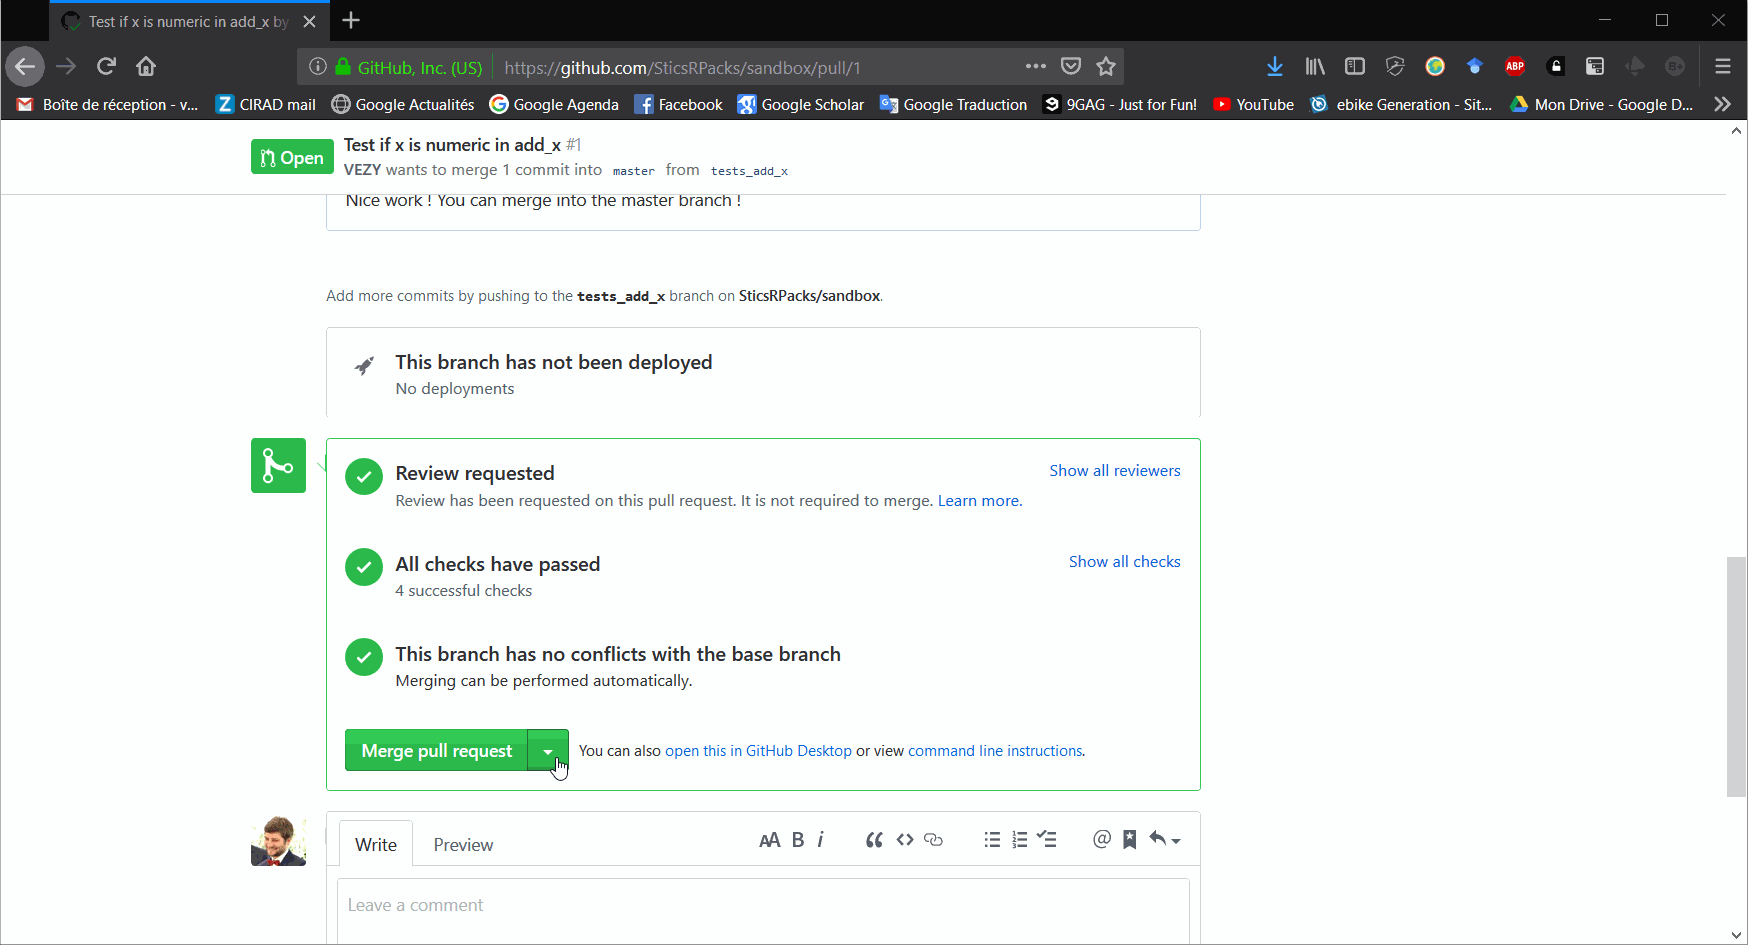 Test if x is numeric in add_x by
GitHub, Inc. (US) https://github.com/SticsRPacks/sandbox/pull/1
ABP
Boîte de réception - v... CIRAD mail Google Actualités Google Agenda Facebook Google Scholar Google Traduction 9GAG - Just for Fun! YouTube ebike Generation - Sit... Mon Drive - Google D...
Open
Test if x is numeric in add_x #1
VEZY wants to merge 1 commit into master from tests_add_x
Nice work ! You can merge into the master branch !
Add more commits by pushing to the tests_add_x branch on SticsRPacks/sandbox.
This branch has not been deployed
No deployments
Review requested
Show all reviewers
Review has been requested on this pull request. It is not required to merge. Learn more.
All checks have passed
Show all checks
4 successful checks
This branch has no conflicts with the base branch
Merging can be performed automatically.
Merge pull request
You can also open this in GitHub Desktop or view command line instructions.
Write
Preview
AA B i
Leave a comment